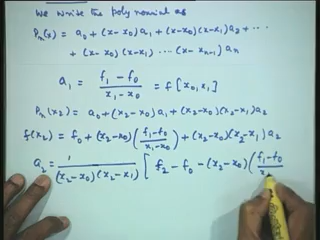 We write the polynomial as
Pₙ(x) = a₀ + (x-x₀) a₁ + (x-x₀)(x-x₁) a₂ + ⋯
+ (x-x₀)(x-x₁) ⋯ (x-xₙ₋₁) aₙ
a₁ = (f₁ - f₀)/(x₁-x₀) = f[x₀,x₁]
Pₙ(x₂) = a₀ + (x₂-x₀) a₁ + (x₂-x₀)(x₂-x₁) a₂
f(x₂) = f₀ + (x₂-x₀) ((f₁-f₀)/(x₁-x₀)) + (x₂-x₀)(x₂-x₁) a₂
a₂ = 1/((x₂-x₀)(x₂-x₁)) [ f₂ - f₀ - (x₂-x₀) ( (f₁-f₀)/x